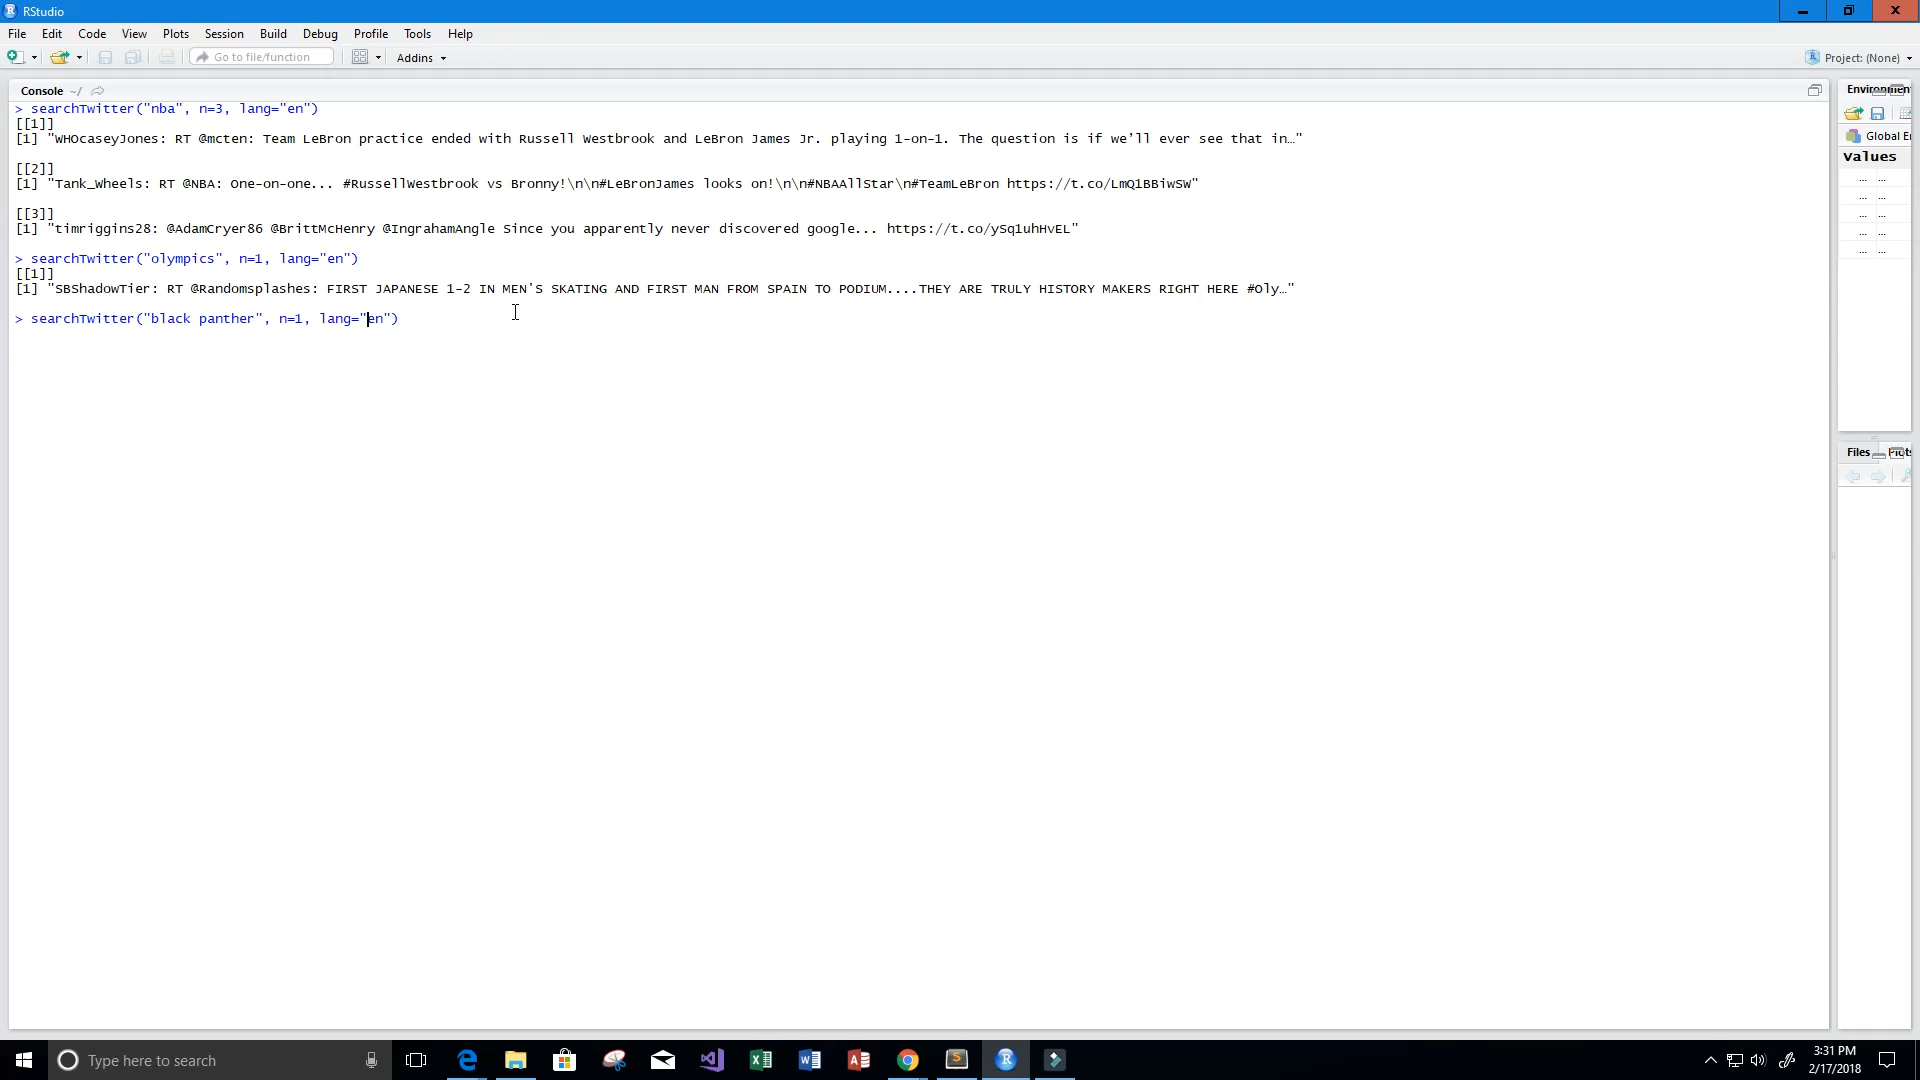 RStudio
File Edit Code View Plots Session Build Debug Profile Tools Help
Go to file/function Addins Project: (None)
Console ~/
> searchTwitter("nba", n=3, lang="en")
[[1]]
[1] "WHOcaseyJones: RT @mcten: Team LeBron practice ended with Russell Westbrook and LeBron James Jr. playing 1-on-1. The question is if we’ll ever see that in…"
[[2]]
[1] "Tank_Wheels: RT @NBA: One-on-one... #RussellWestbrook vs Bronny!\n\n#LeBronJames looks on!\n\n#NBAAllStar\n#TeamLeBron https://t.co/LmQ1BBiwSW"
[[3]]
[1] "timriggins28: @AdamCryer86 @BrittMcHenry @IngrahamAngle Since you apparently never discovered google... https://t.co/ySq1uhHvEL"
> searchTwitter("olympics", n=1, lang="en")
[[1]]
[1] "SBShadowTier: RT @Randomsplashes: FIRST JAPANESE 1-2 IN MEN'S SKATING AND FIRST MAN FROM SPAIN TO PODIUM....THEY ARE TRULY HISTORY MAKERS RIGHT HERE #Oly…"
> searchTwitter("black panther", n=1, lang="en")
Values
... ...
... ...
... ...
... ...
... ...
Files
Type here to search
3:31 PM
2/17/2018